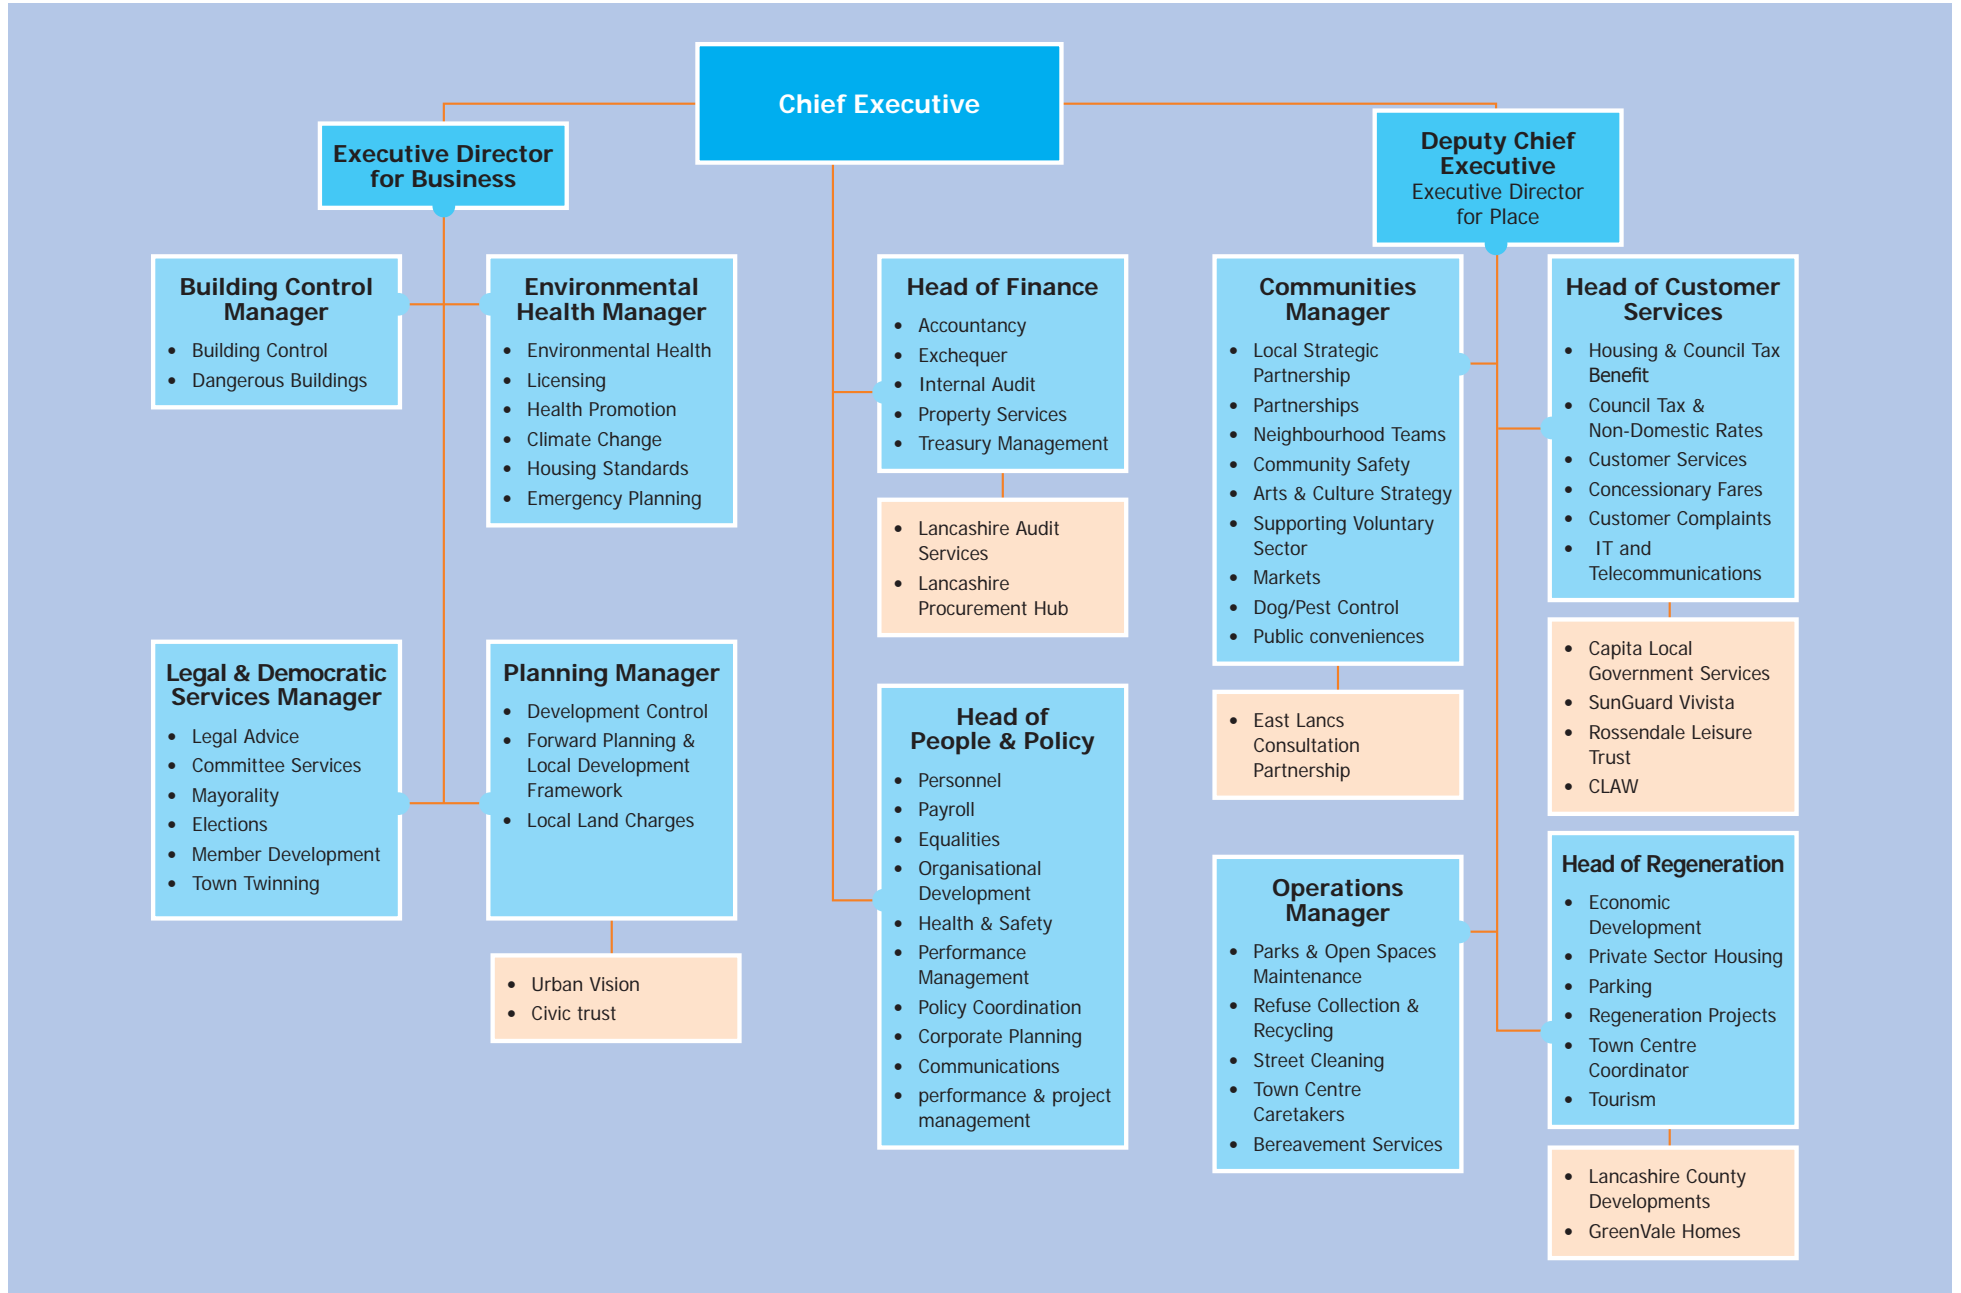 Chief Executive
Executive Director
for Business
Deputy Chief
Executive
Executive Director
for Place
Building Control
Manager
• Building Control
• Dangerous Buildings
Environmental
Health Manager
• Environmental Health
• Licensing
• Health Promotion
• Climate Change
• Housing Standards
• Emergency Planning
Legal & Democratic
Services Manager
• Legal Advice
• Committee Services
• Mayorality
• Elections
• Member Development
• Town Twinning
Planning Manager
• Development Control
• Forward Planning &
Local Development
Framework
• Local Land Charges
• Urban Vision
• Civic trust
Head of Finance
• Accountancy
• Exchequer
• Internal Audit
• Property Services
• Treasury Management
• Lancashire Audit
Services
• Lancashire
Procurement Hub
Head of
People & Policy
• Personnel
• Payroll
• Equalities
• Organisational
Development
• Health & Safety
• Performance
Management
• Policy Coordination
• Corporate Planning
• Communications
• performance & project
management
Communities
Manager
• Local Strategic
Partnership
• Partnerships
• Neighbourhood Teams
• Community Safety
• Arts & Culture Strategy
• Supporting Voluntary
Sector
• Markets
• Dog/Pest Control
• Public conveniences
• East Lancs
Consultation
Partnership
Head of Customer
Services
• Housing & Council Tax
Benefit
• Council Tax &
Non-Domestic Rates
• Customer Services
• Concessionary Fares
• Customer Complaints
• IT and
Telecommunications
• Capita Local
Government Services
• SunGuard Vivista
• Rossendale Leisure
Trust
• CLAW
Operations
Manager
• Parks & Open Spaces
Maintenance
• Refuse Collection &
Recycling
• Street Cleaning
• Town Centre
Caretakers
• Bereavement Services
Head of Regeneration
• Economic
Development
• Private Sector Housing
• Parking
• Regeneration Projects
• Town Centre
Coordinator
• Tourism
• Lancashire County
Developments
• GreenVale Homes